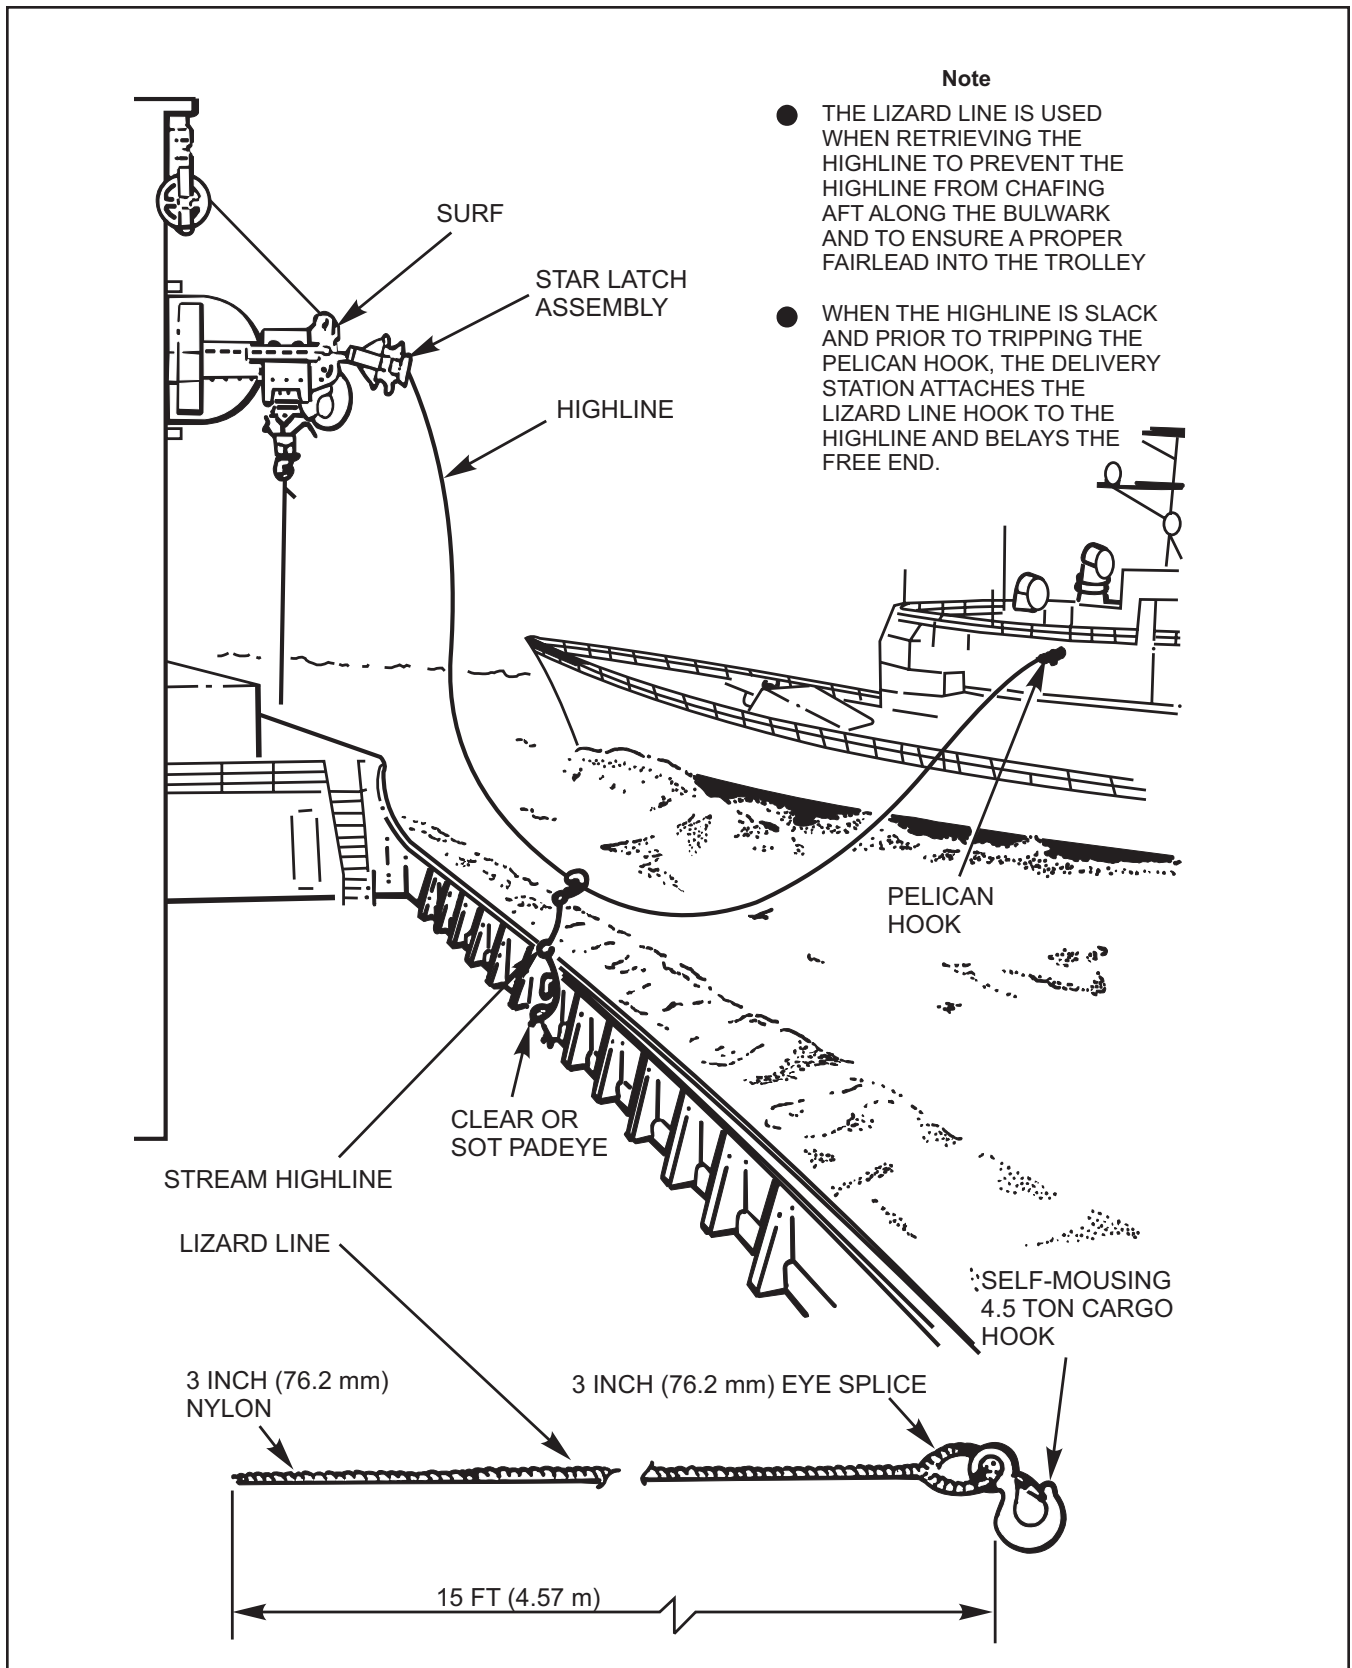 Note
● THE LIZARD LINE IS USED
WHEN RETRIEVING THE
HIGHLINE TO PREVENT THE
HIGHLINE FROM CHAFING
AFT ALONG THE BULWARK
AND TO ENSURE A PROPER
FAIRLEAD INTO THE TROLLEY
● WHEN THE HIGHLINE IS SLACK
AND PRIOR TO TRIPPING THE
PELICAN HOOK, THE DELIVERY
STATION ATTACHES THE
LIZARD LINE HOOK TO THE
HIGHLINE AND BELAYS THE
FREE END.
SURF
STAR LATCH
ASSEMBLY
HIGHLINE
PELICAN
HOOK
CLEAR OR
SOT PADEYE
STREAM HIGHLINE
LIZARD LINE
SELF-MOUSING
4.5 TON CARGO
HOOK
3 INCH (76.2 mm)
NYLON
3 INCH (76.2 mm) EYE SPLICE
15 FT (4.57 m)